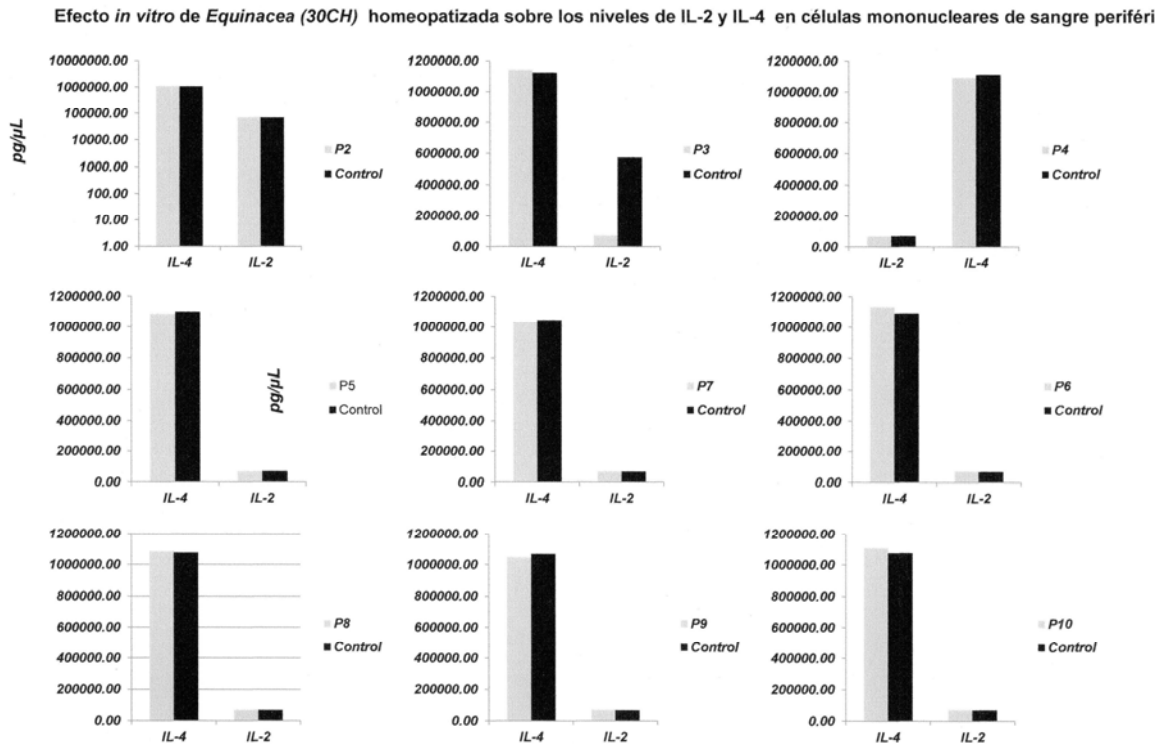 Efecto in vitro de Equinacea (30CH) homeopatizada sobre los niveles de IL-2 y IL-4 en células mononucleares de sangre periféri
pg/µL
10000000.00
1000000.00
100000.00
10000.00
1000.00
100.00
10.00
1.00
IL-4 IL-2
P2
Control
1200000.00
1000000.00
800000.00
600000.00
400000.00
200000.00
0.00
IL-4 IL-2
P3
Control
1200000.00
1000000.00
800000.00
600000.00
400000.00
200000.00
0.00
IL-2 IL-4
P4
Control
1200000.00
1000000.00
800000.00
600000.00
400000.00
200000.00
0.00
IL-4 IL-2
P5
Control
pg/µL
1200000.00
1000000.00
800000.00
600000.00
400000.00
200000.00
0.00
IL-4 IL-2
P7
Control
1200000.00
1000000.00
800000.00
600000.00
400000.00
200000.00
0.00
IL-4 IL-2
P6
Control
1200000.00
1000000.00
800000.00
600000.00
400000.00
200000.00
0.00
IL-4 IL-2
P8
Control
1200000.00
1000000.00
800000.00
600000.00
400000.00
200000.00
0.00
IL-4 IL-2
P9
Control
1200000.00
1000000.00
800000.00
600000.00
400000.00
200000.00
0.00
IL-4 IL-2
P10
Control